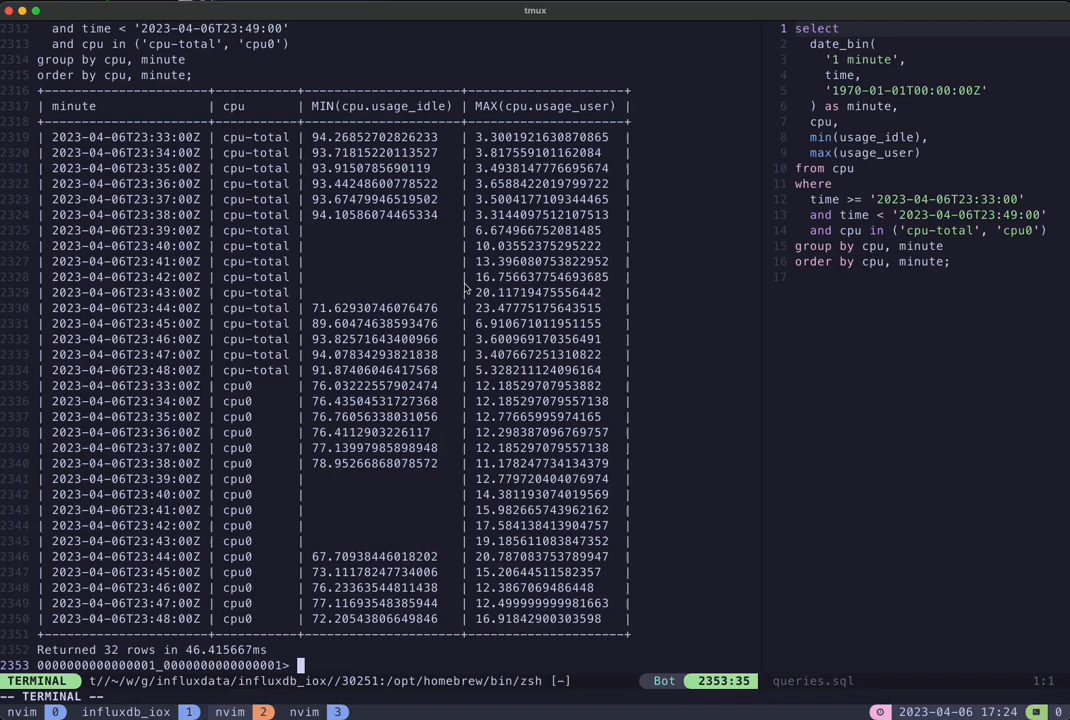 tmux
2312 and time < '2023-04-06T23:49:00'
2313 and cpu in ('cpu-total', 'cpu0')
2314 group by cpu, minute
2315 order by cpu, minute;
2316 +---------------------+-----------+--------------------+--------------------+
2317 | minute | cpu | MIN(cpu.usage_idle) | MAX(cpu.usage_user) |
2318 +---------------------+-----------+--------------------+--------------------+
2319 | 2023-04-06T23:33:00Z | cpu-total | 94.26852702826233 | 3.3001921630870865 |
2320 | 2023-04-06T23:34:00Z | cpu-total | 93.71815220113527 | 3.817559101162084 |
2321 | 2023-04-06T23:35:00Z | cpu-total | 93.9150785690119 | 3.4938147776695674 |
2322 | 2023-04-06T23:36:00Z | cpu-total | 93.44248600778522 | 3.6588422019799722 |
2323 | 2023-04-06T23:37:00Z | cpu-total | 93.67479946519502 | 3.5004177109344465 |
2324 | 2023-04-06T23:38:00Z | cpu-total | 94.10586074465334 | 3.3144097512107513 |
2325 | 2023-04-06T23:39:00Z | cpu-total | | 6.674966752081485 |
2326 | 2023-04-06T23:40:00Z | cpu-total | | 10.03552375295222 |
2327 | 2023-04-06T23:41:00Z | cpu-total | | 13.396080753822952 |
2328 | 2023-04-06T23:42:00Z | cpu-total | | 16.756637754693685 |
2329 | 2023-04-06T23:43:00Z | cpu-total | | 20.11719475556442 |
2330 | 2023-04-06T23:44:00Z | cpu-total | 71.62930746076476 | 23.47775175643515 |
2331 | 2023-04-06T23:45:00Z | cpu-total | 89.60474638593476 | 6.910671011951155 |
2332 | 2023-04-06T23:46:00Z | cpu-total | 93.82571643400966 | 3.600969170356491 |
2333 | 2023-04-06T23:47:00Z | cpu-total | 94.07834293821838 | 3.407667251310822 |
2334 | 2023-04-06T23:48:00Z | cpu-total | 91.87406046417568 | 5.328211124096164 |
2335 | 2023-04-06T23:33:00Z | cpu0 | 76.03222557902474 | 12.18529707953882 |
2336 | 2023-04-06T23:34:00Z | cpu0 | 76.43504531727368 | 12.185297079557138 |
2337 | 2023-04-06T23:35:00Z | cpu0 | 76.76056338031056 | 12.77665995974165 |
2338 | 2023-04-06T23:36:00Z | cpu0 | 76.4112903226117 | 12.298387096769757 |
2339 | 2023-04-06T23:37:00Z | cpu0 | 77.13997985898948 | 12.185297079557138 |
2340 | 2023-04-06T23:38:00Z | cpu0 | 78.95266868078572 | 11.178247734134379 |
2341 | 2023-04-06T23:39:00Z | cpu0 | | 12.779720404076974 |
2342 | 2023-04-06T23:40:00Z | cpu0 | | 14.381193074019569 |
2343 | 2023-04-06T23:41:00Z | cpu0 | | 15.982665743962162 |
2344 | 2023-04-06T23:42:00Z | cpu0 | | 17.584138413904757 |
2345 | 2023-04-06T23:43:00Z | cpu0 | | 19.185611083847352 |
2346 | 2023-04-06T23:44:00Z | cpu0 | 67.70938446018202 | 20.787083753789947 |
2347 | 2023-04-06T23:45:00Z | cpu0 | 73.11178247734006 | 15.20644511582357 |
2348 | 2023-04-06T23:46:00Z | cpu0 | 76.23363544811438 | 12.3867069486448 |
2349 | 2023-04-06T23:47:00Z | cpu0 | 77.11693548385944 | 12.499999999981663 |
2350 | 2023-04-06T23:48:00Z | cpu0 | 72.20543806649846 | 16.91842900303598 |
2351 +---------------------+-----------+--------------------+--------------------+
2352 Returned 32 rows in 46.415667ms
2353 0000000000000001_0000000000000001>
TERMINAL t//~/w/g/influxdata/influxdb_iox//30251:/opt/homebrew/bin/zsh [-] Bot 2353:35
-- TERMINAL --
1 select
2 date_bin(
3 '1 minute',
4 time,
5 '1970-01-01T00:00:00Z'
6 ) as minute,
7 cpu,
8 min(usage_idle),
9 max(usage_user)
10 from cpu
11 where
12 time >= '2023-04-06T23:33:00'
13 and time < '2023-04-06T23:49:00'
14 and cpu in ('cpu-total', 'cpu0')
15 group by cpu, minute
16 order by cpu, minute;
17
queries.sql 1:1
nvim 0 influxdb_iox 1 nvim 2 nvim 3 2023-04-06 17:24 0